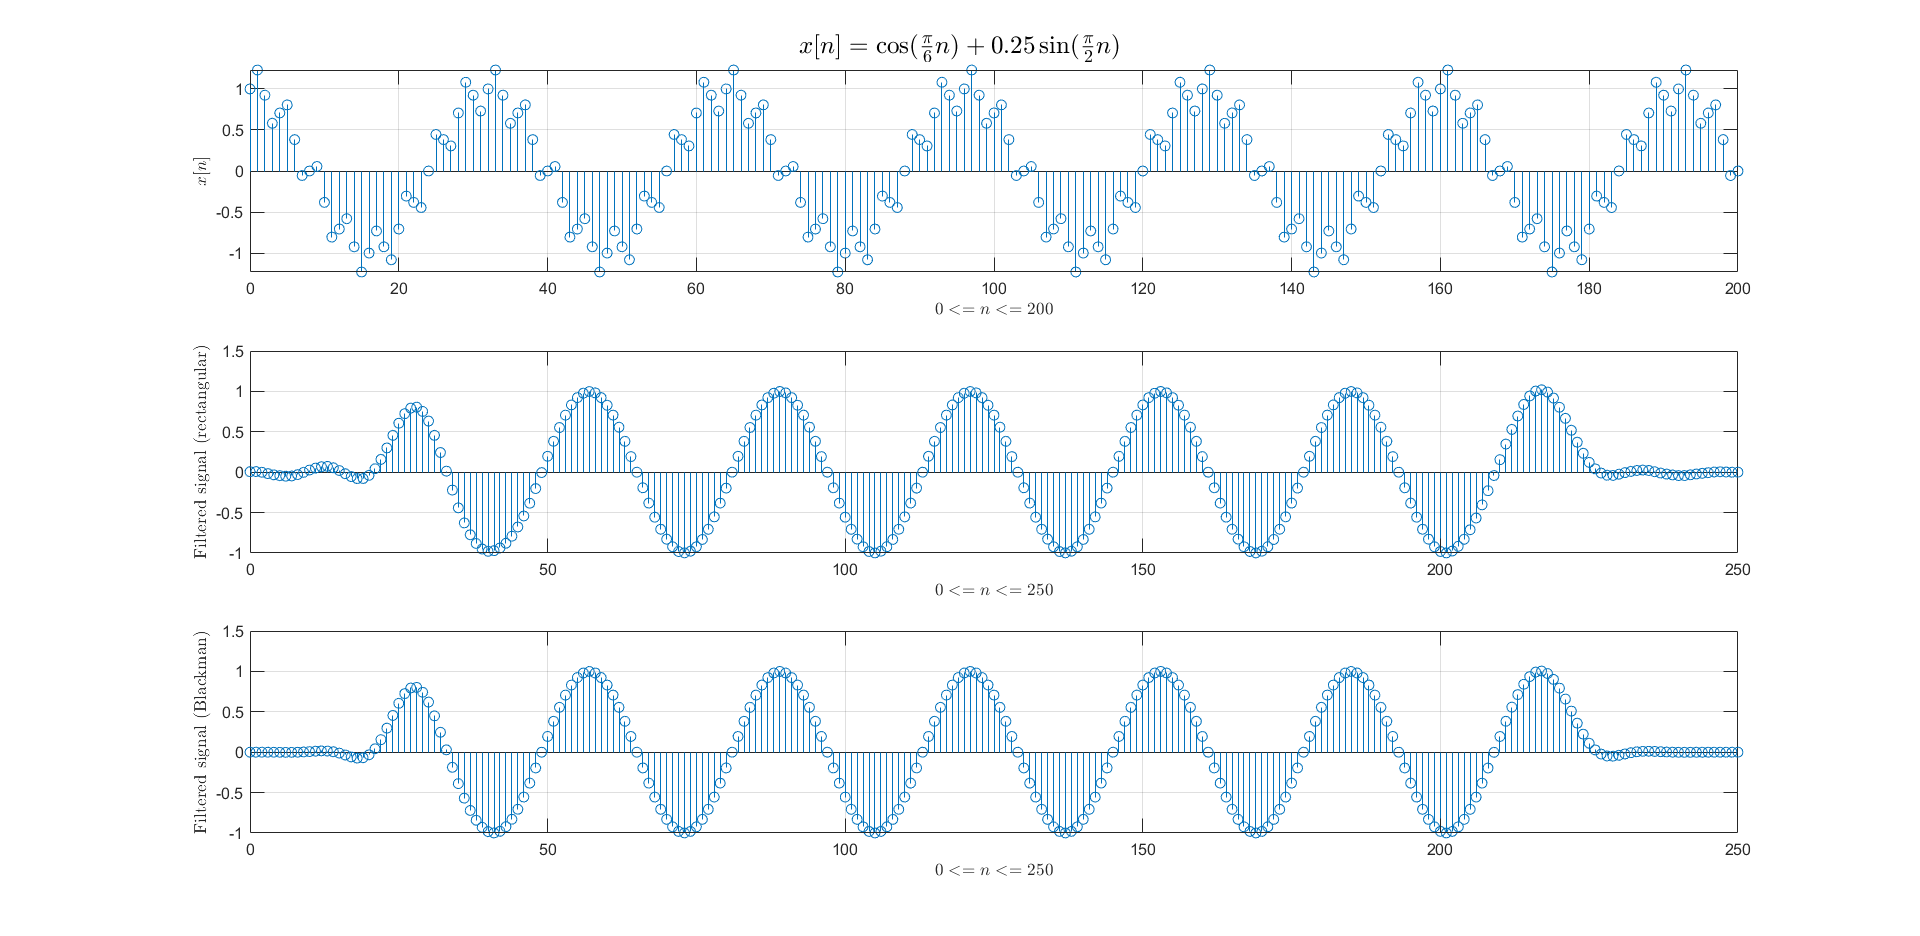 x[n] = cos(π/6 n) + 0.25 sin(π/2 n)
x[n]
1
0.5
0
-0.5
-1
0 20 40 60 80 100 120 140 160 180 200
0 <= n <= 200
Filtered signal (rectangular)
1.5
1
0.5
0
-0.5
-1
0 50 100 150 200 250
0 <= n <= 250
Filtered signal (Blackman)
1.5
1
0.5
0
-0.5
-1
0 50 100 150 200 250
0 <= n <= 250